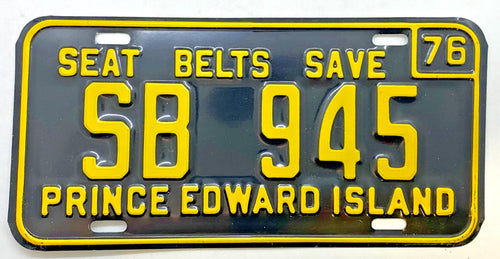 76
SEAT BELTS SAVE
SB 945
PRINCE EDWARD ISLAND